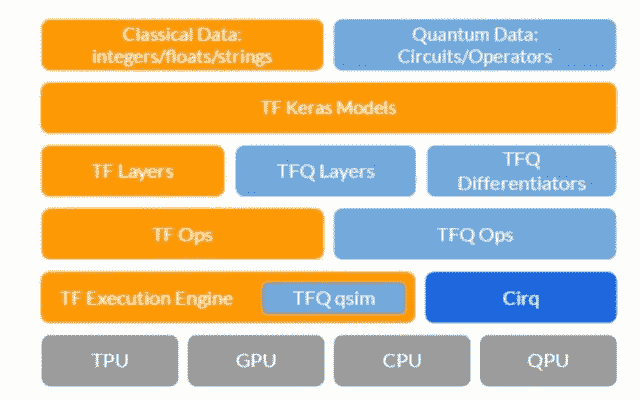 Classical Data:
integers/floats/strings
Quantum Data:
Circuits/Operators
TF Keras Models
TF Layers
TFQ Layers
TFQ
Differentiators
TF Ops
TFQ Ops
TF Execution Engine
TFQ qsim
Cirq
TPU
GPU
CPU
QPU